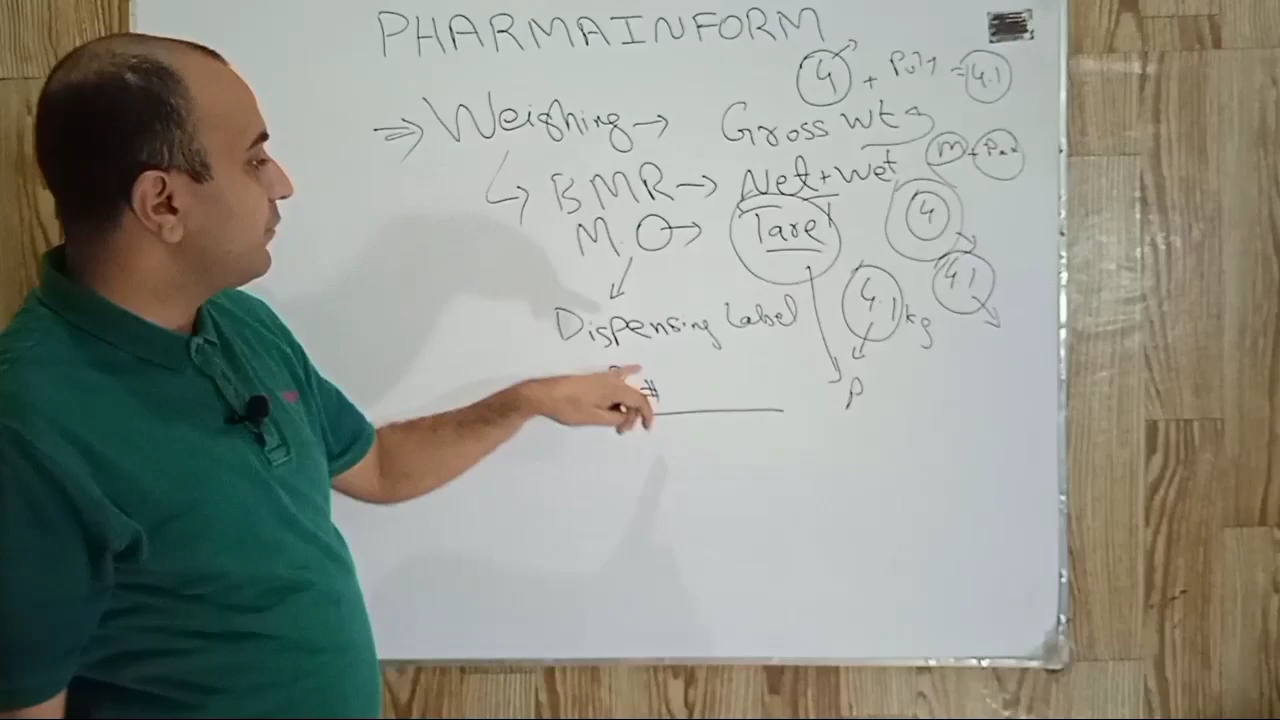 PHARMAINFORM
4 + Poly = 4.1
⇒ Weighing → Gross wt
↳ BMR → Net + wet
M.O → Tare
4
4.1
4.1 kg
Dispensing Label
P
#